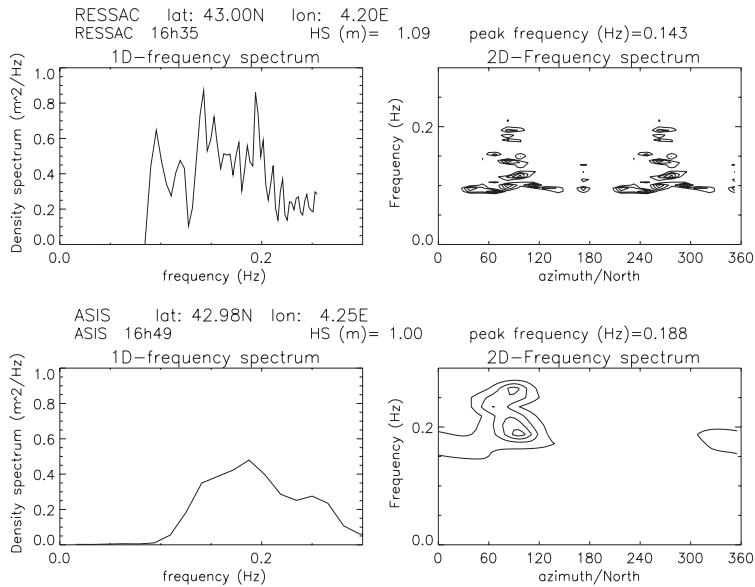 RESSAC lat: 43.00N lon: 4.20E
RESSAC 16h35 HS (m)= 1.09 peak frequency (Hz)=0.143
1D-frequency spectrum
Density spectrum (m^2/Hz)
1.0
0.8
0.6
0.4
0.2
0.0
0.0 0.2
frequency (Hz)
2D-Frequency spectrum
Frequency (Hz)
0.2
0.0
0 60 120 180 240 300 360
azimuth/North
ASIS lat: 42.98N lon: 4.25E
ASIS 16h49 HS (m)= 1.00 peak frequency (Hz)=0.188
1D-frequency spectrum
Density spectrum (m^2/Hz)
1.0
0.8
0.6
0.4
0.2
0.0
0.0 0.2
frequency (Hz)
2D-Frequency spectrum
Frequency (Hz)
0.2
0.0
0 60 120 180 240 300 360
azimuth/North